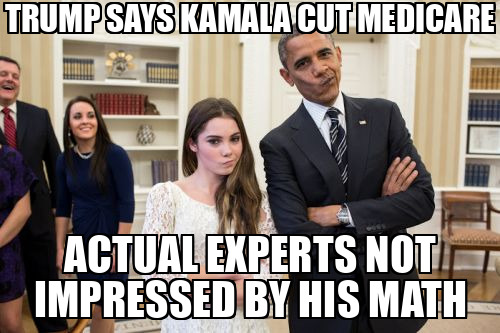 TRUMP SAYS KAMALA CUT MEDICARE
ACTUAL EXPERTS NOT
IMPRESSED BY HIS MATH